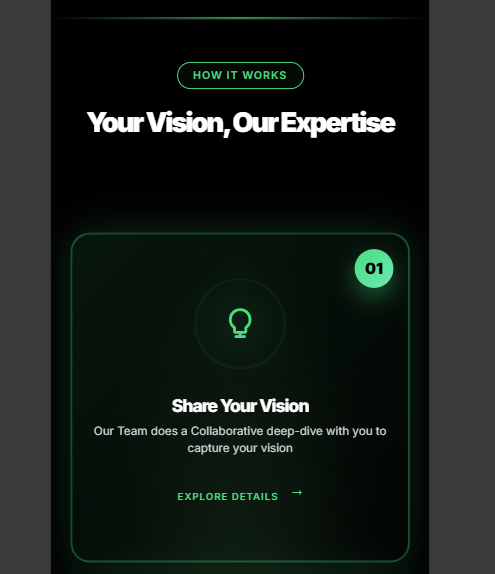 HOW IT WORKS
Your Vision, Our Expertise
01
Share Your Vision
Our Team does a Collaborative deep-dive with you to
capture your vision
EXPLORE DETAILS →